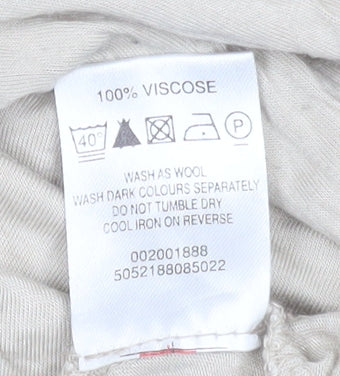 100% VISCOSE
40° P
WASH AS WOOL
WASH DARK COLOURS SEPARATELY
DO NOT TUMBLE DRY
COOL IRON ON REVERSE
002001888
5052188085022